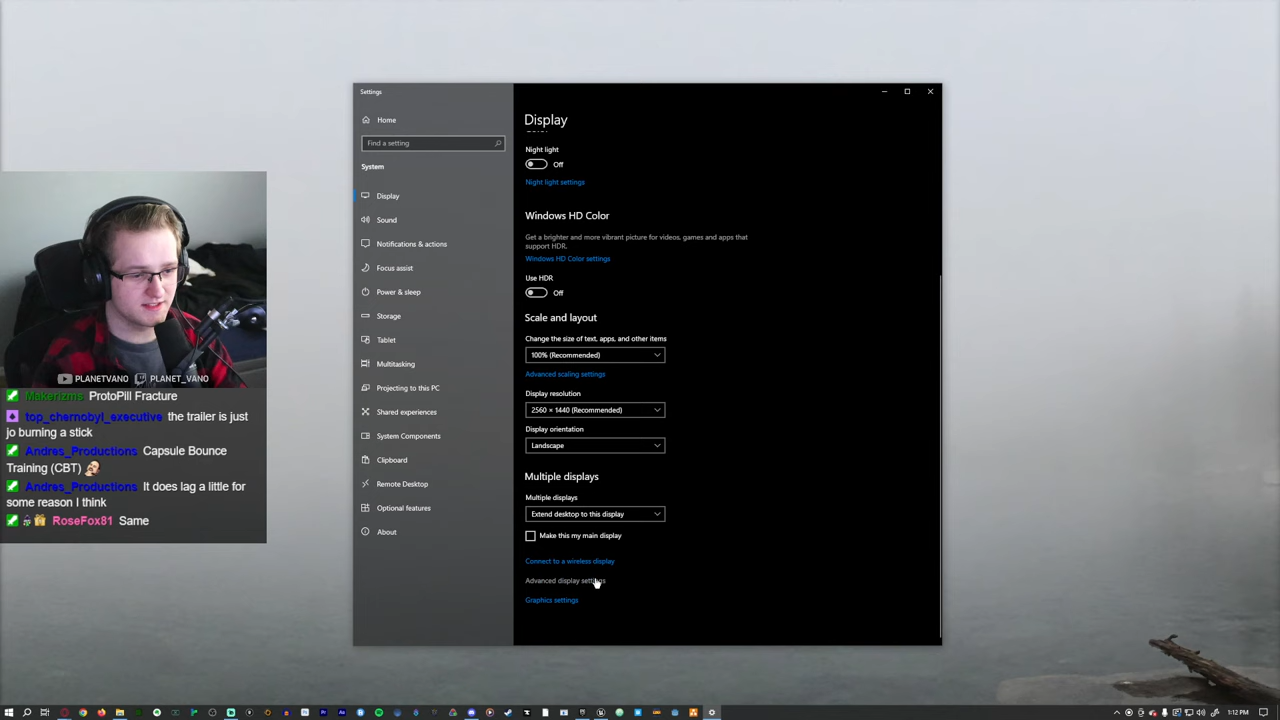 Settings
Home
Find a setting
System
Display
Sound
Notifications & actions
Focus assist
Power & sleep
Storage
Tablet
Multitasking
Projecting to this PC
Shared experiences
System Components
Clipboard
Remote Desktop
Optional features
About
Display
Night light
Off
Night light settings
Windows HD Color
Get a brighter and more vibrant picture for videos, games and apps that
support HDR.
Windows HD Color settings
Use HDR
Off
Scale and layout
Change the size of text, apps, and other items
100% (Recommended)
Advanced scaling settings
Display resolution
2560 × 1440 (Recommended)
Display orientation
Landscape
Multiple displays
Multiple displays
Extend desktop to this display
Make this my main display
Connect to a wireless display
Advanced display settings
Graphics settings
PLANETVANO PLANET_VANO
Makerizms ProtoPill Fracture
top_chernobyl_executive the trailer is just
jo burning a stick
Andres_Productions Capsule Bounce
Training (CBT)
Andres_Productions It does lag a little for
some reason I think
RoseFox81 Same
1:12 PM